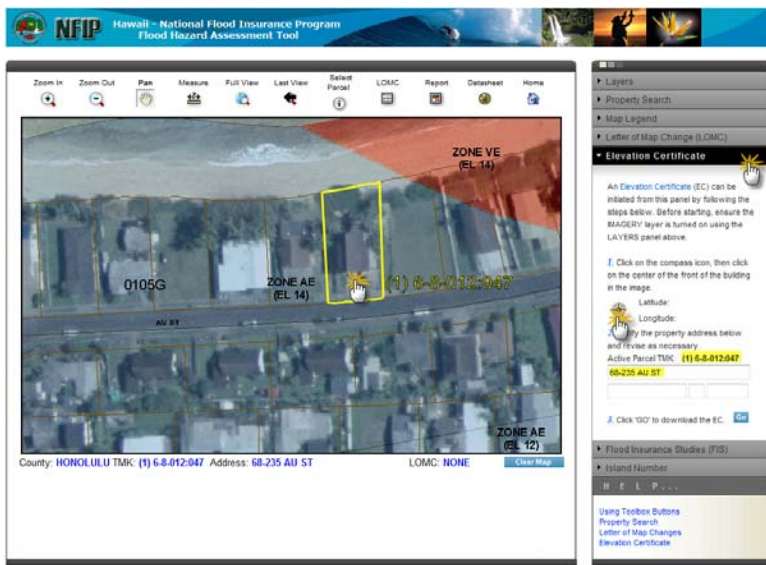 NFIP
Hawaii - National Flood Insurance Program
Flood Hazard Assessment Tool
Zoom In
Zoom Out
Pan
Measure
Full View
Last View
Select Parcel
LOMC
Report
Datasheet
Home
ZONE VE
(EL 14)
0105G
ZONE AE
(EL 14)
(1) 6-8-012:047
AU ST
ZONE AE
(EL 12)
County: HONOLULU TMK: (1) 6-8-012:047 Address: 68-235 AU ST LOMC: NONE Clear Map
Layers
Property Search
Map Legend
Letter of Map Change (LOMC)
Elevation Certificate
An Elevation Certificate (EC) can be
initiated from this panel by following the
steps below. Before starting, ensure the
IMAGERY layer is turned on using the
LAYERS panel above.
1. Click on the compass icon, then click
on the center of the front of the building
in the image.
Latitude:
Longitude:
the property address below
and revise as necessary.
Active Parcel TMK: (1) 6-8-012:047
68-235 AU ST
3. Click 'GO' to download the EC. Go
Flood Insurance Studies (FIS)
Island Number
H E L P . . .
Using Toolbox Buttons
Property Search
Letter of Map Changes
Elevation Certificate